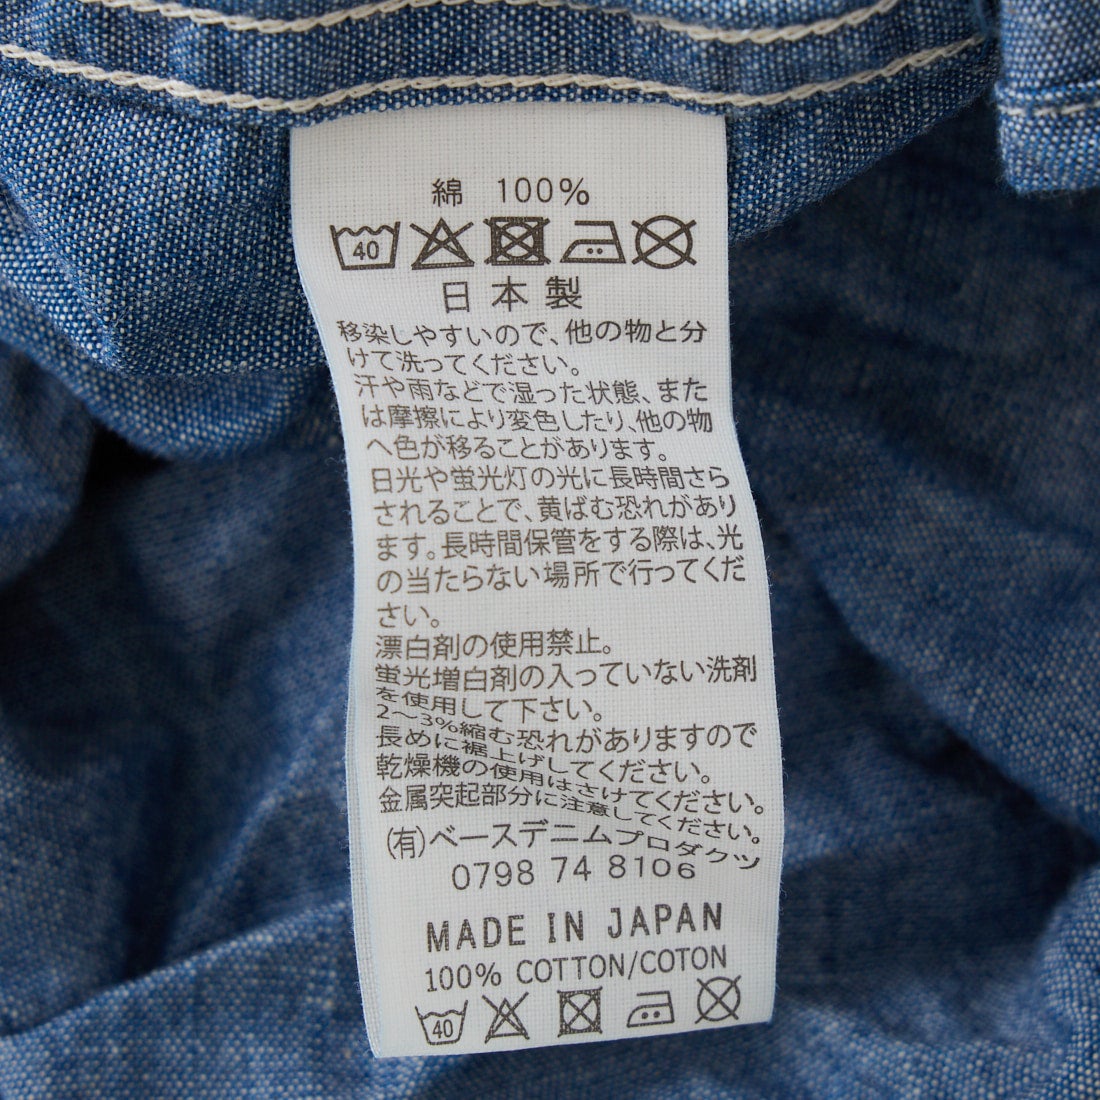 綿 100%
40
日本製
移染しやすいので、他の物と分
けて洗ってください。
汗や雨などで湿った状態、また
は摩擦により変色したり、他の物
へ色が移ることがあります。
日光や蛍光灯の光に長時間さら
されることで、黄ばむ恐れがあり
ます。長時間保管をする際は、光
の当たらない場所で行ってくだ
さい。
漂白剤の使用禁止。
蛍光増白剤の入っていない洗剤
を使用して下さい。
2～3%縮む恐れがありますので
長めに裾上げしてください。
乾燥機の使用はさけてください。
金属突起部分に注意してください。
(有)ベースデニムプロダクツ
0798 74 8106
MADE IN JAPAN
100% COTTON/COTON
40